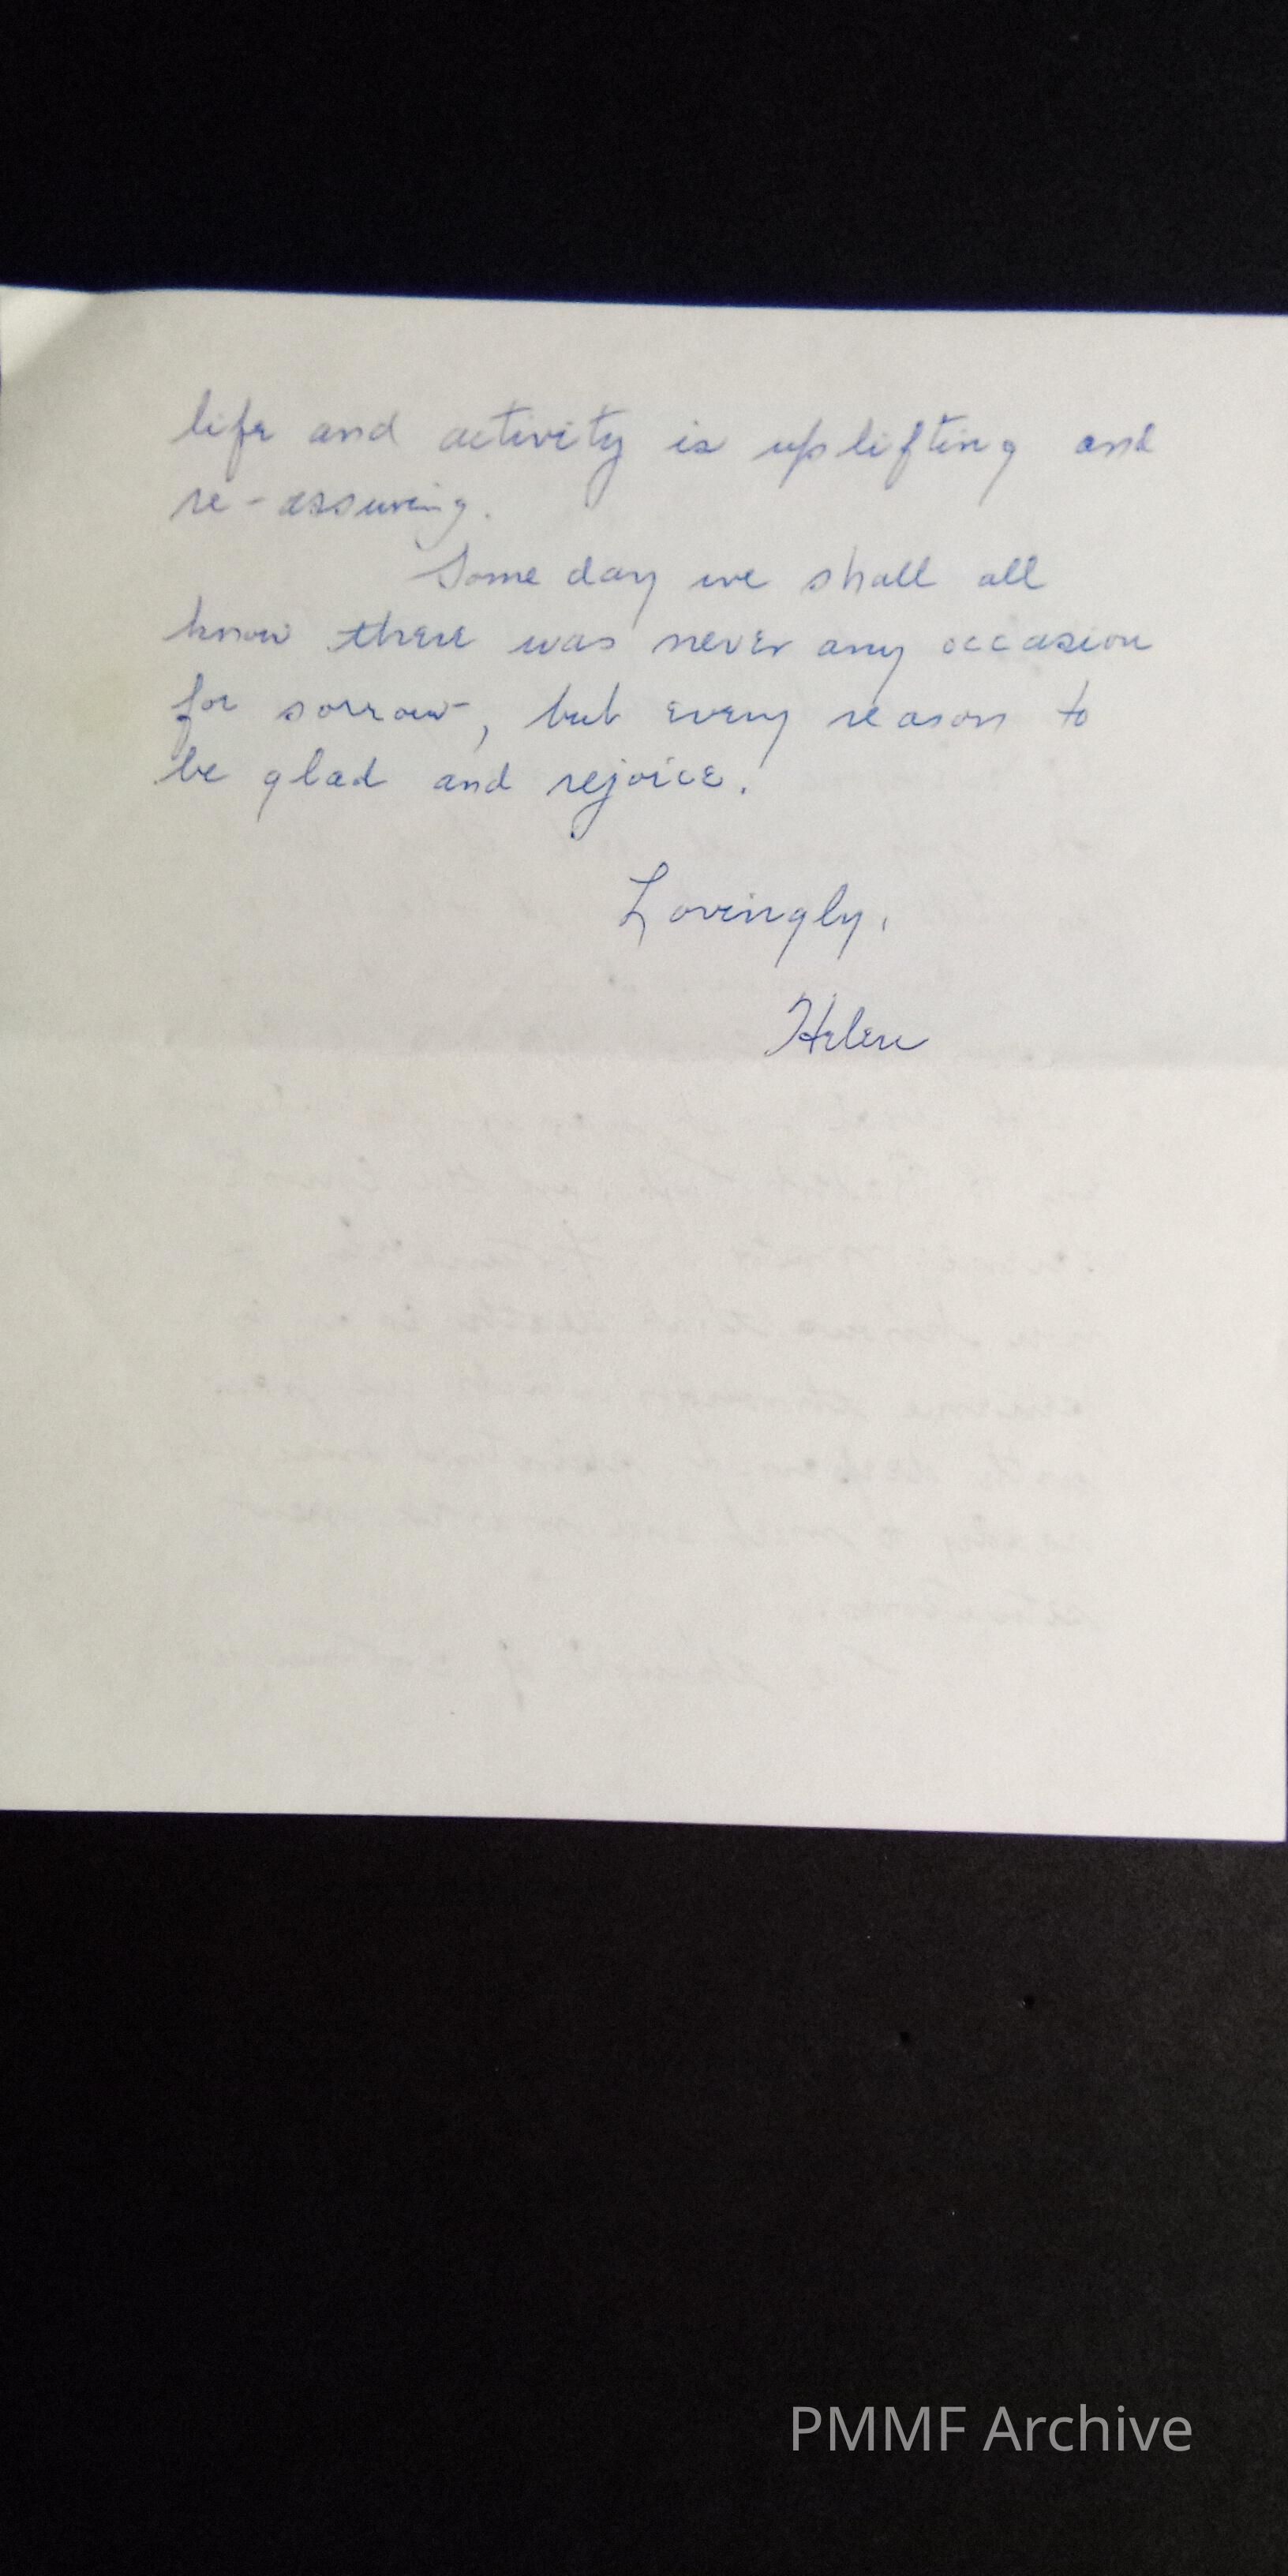 life and activity is uplifting and
re-assuring.
Some day we shall all
know there was never any occasion
for sorrow, but every reason to
be glad and rejoice.
Lovingly,
Helen
PMMF Archive